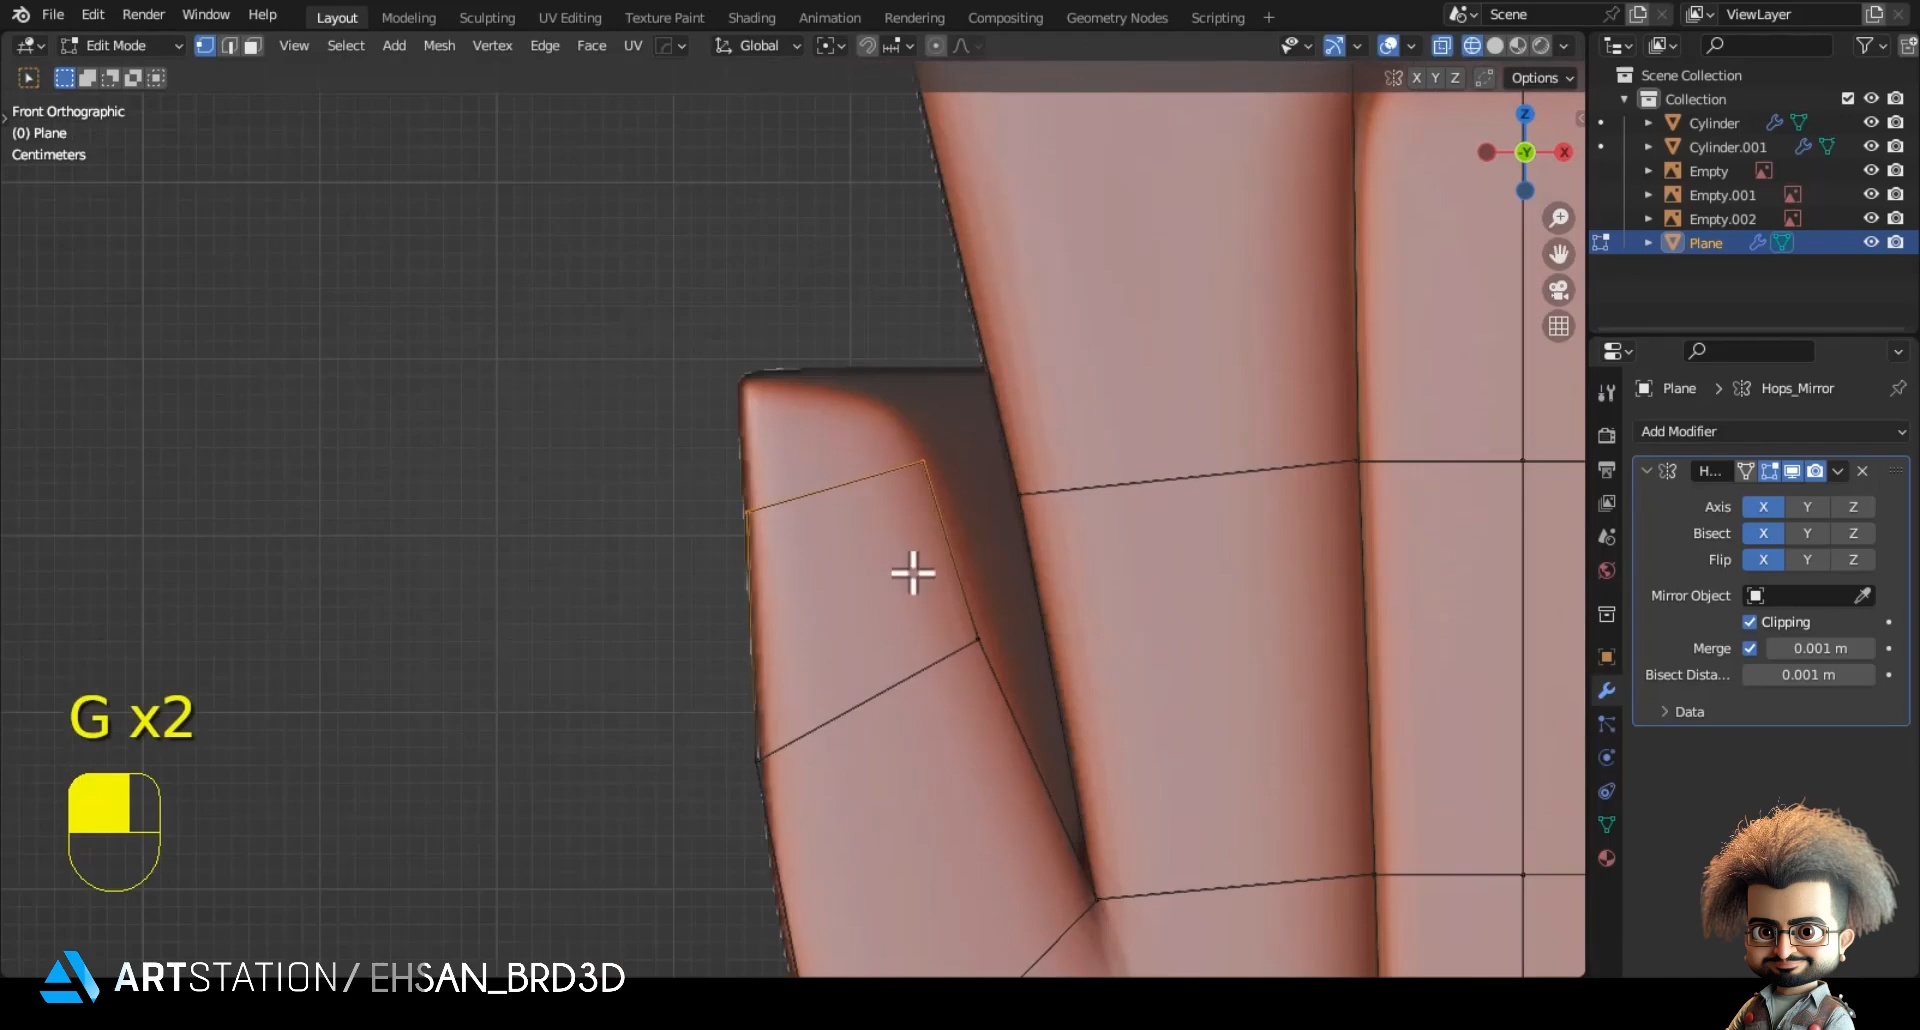 File Edit Render Window Help Layout Modeling Sculpting UV Editing Texture Paint Shading Animation Rendering Compositing Geometry Nodes Scripting + Scene ViewLayer
Edit Mode View Select Add Mesh Vertex Edge Face UV Global
X Y Z Options
Front Orthographic
(0) Plane
Centimeters
Z
-Y
X
Scene Collection
Collection
Cylinder
Cylinder.001
Empty
Empty.001
Empty.002
Plane
Plane > Hops_Mirror
Add Modifier
H...
Axis X Y Z
Bisect X Y Z
Flip X Y Z
Mirror Object
Clipping
Merge 0.001 m
Bisect Dista... 0.001 m
Data
G x2
ARTSTATION/ EHSAN_BRD3D